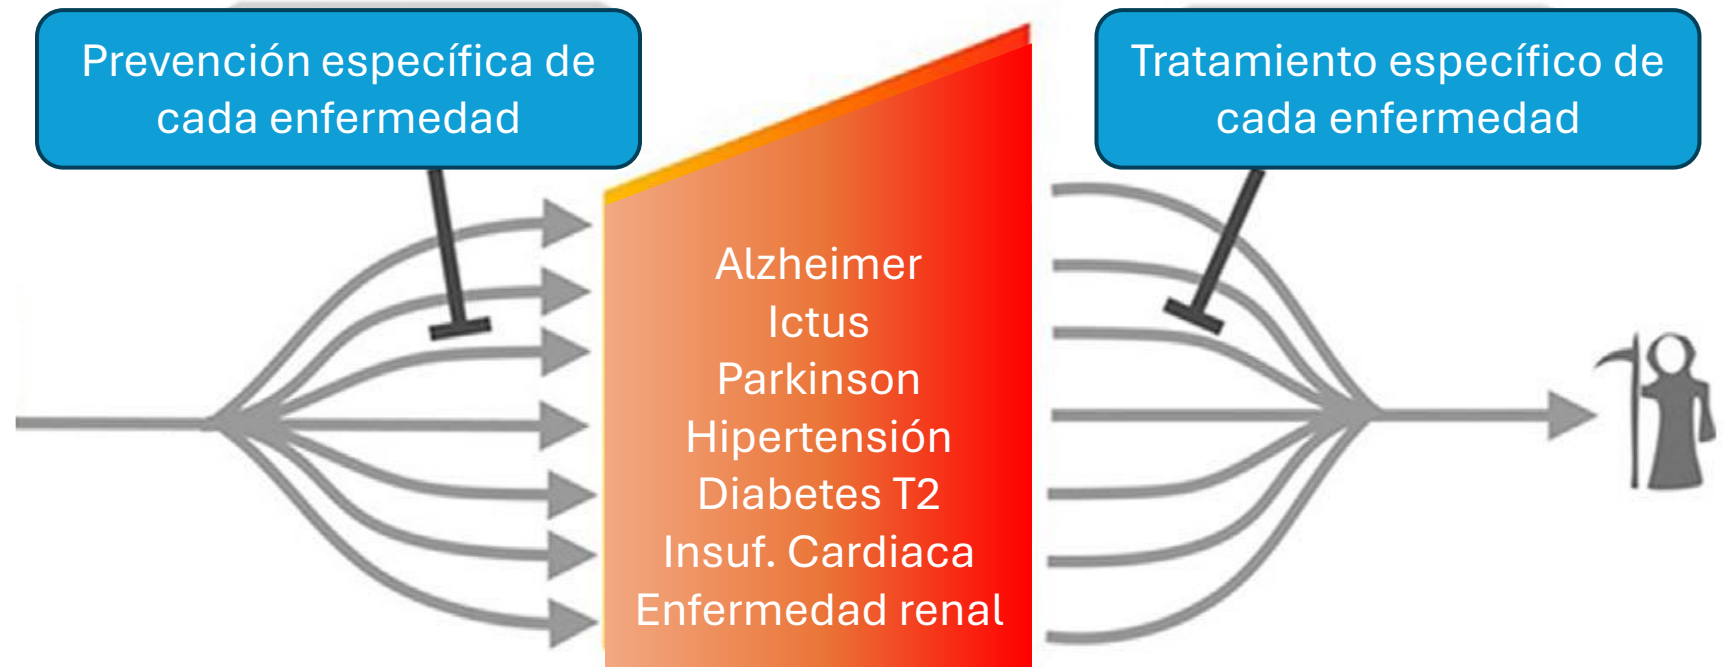 Prevención específica de
cada enfermedad
Tratamiento específico de
cada enfermedad
Alzheimer
Ictus
Parkinson
Hipertensión
Diabetes T2
Insuf. Cardiaca
Enfermedad renal